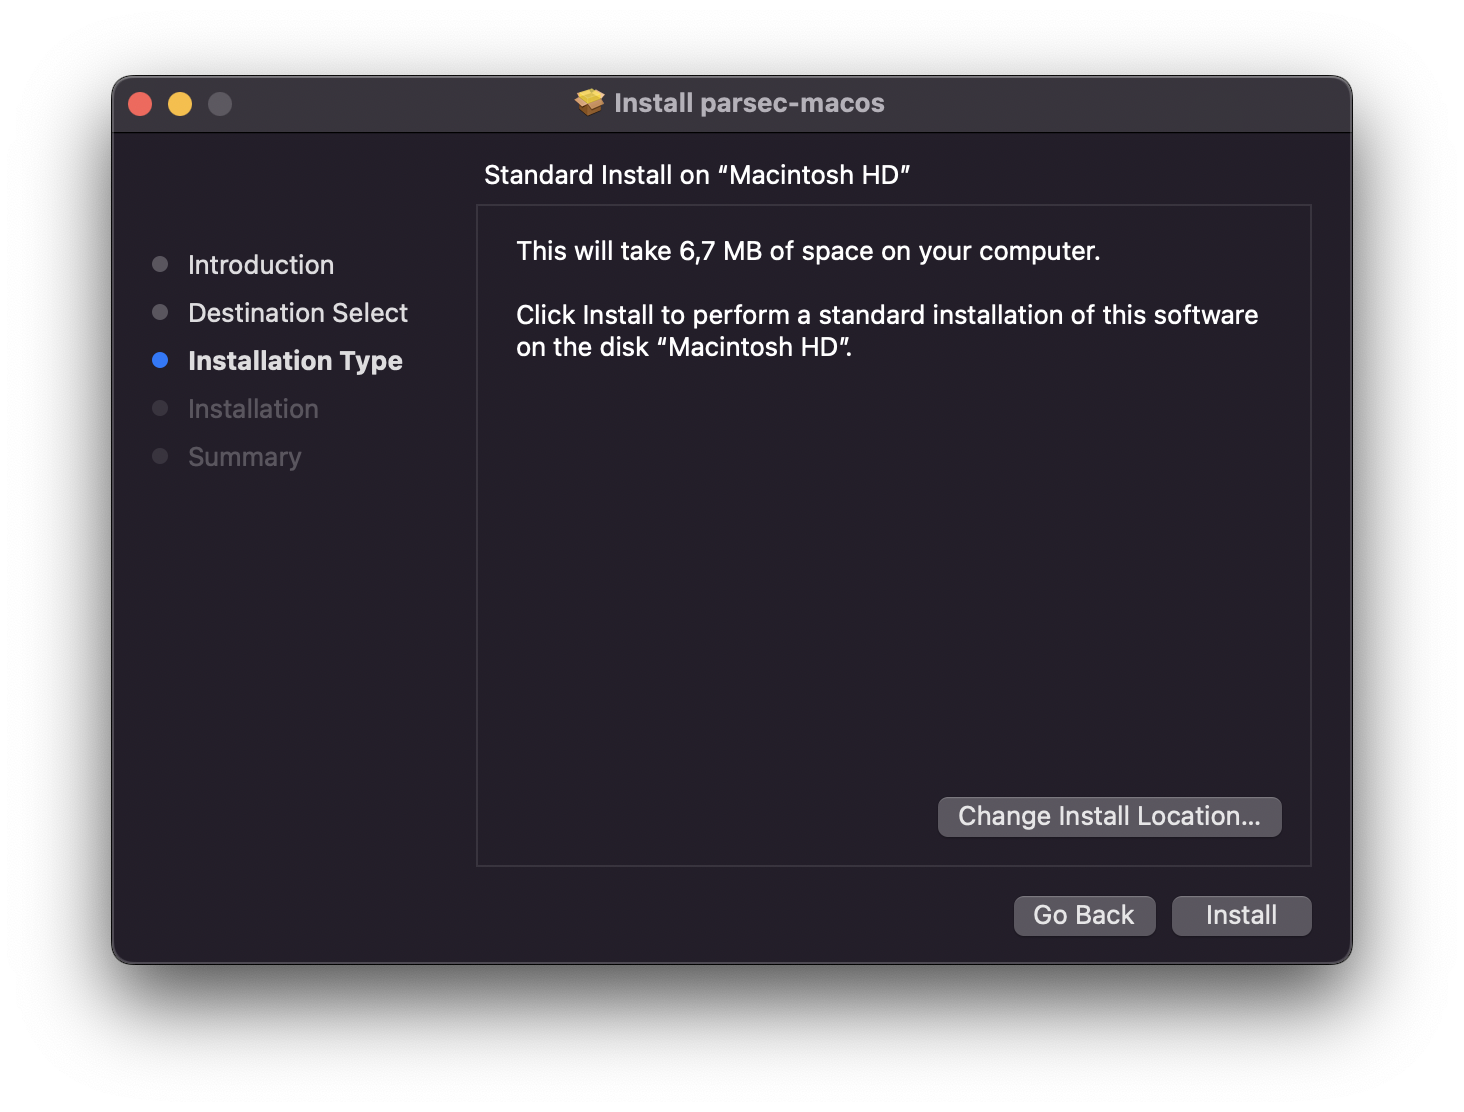 Install parsec-macos
Standard Install on “Macintosh HD”
Introduction
Destination Select
Installation Type
Installation
Summary
This will take 6,7 MB of space on your computer.
Click Install to perform a standard installation of this software
on the disk “Macintosh HD”.
Change Install Location...
Go Back
Install